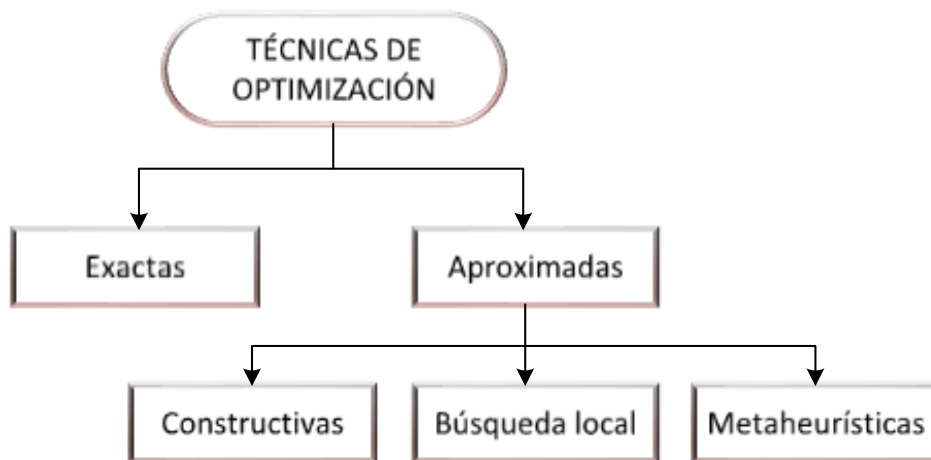 TÉCNICAS DE
OPTIMIZACIÓN
Exactas
Aproximadas
Constructivas
Búsqueda local
Metaheurísticas